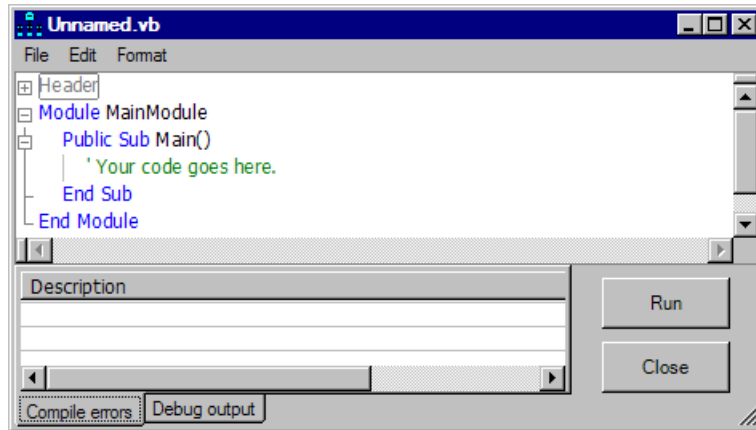 Unnamed.vb
File Edit Format
Header
Module MainModule
Public Sub Main()
' Your code goes here.
End Sub
End Module
Description
Run
Close
Compile errors Debug output